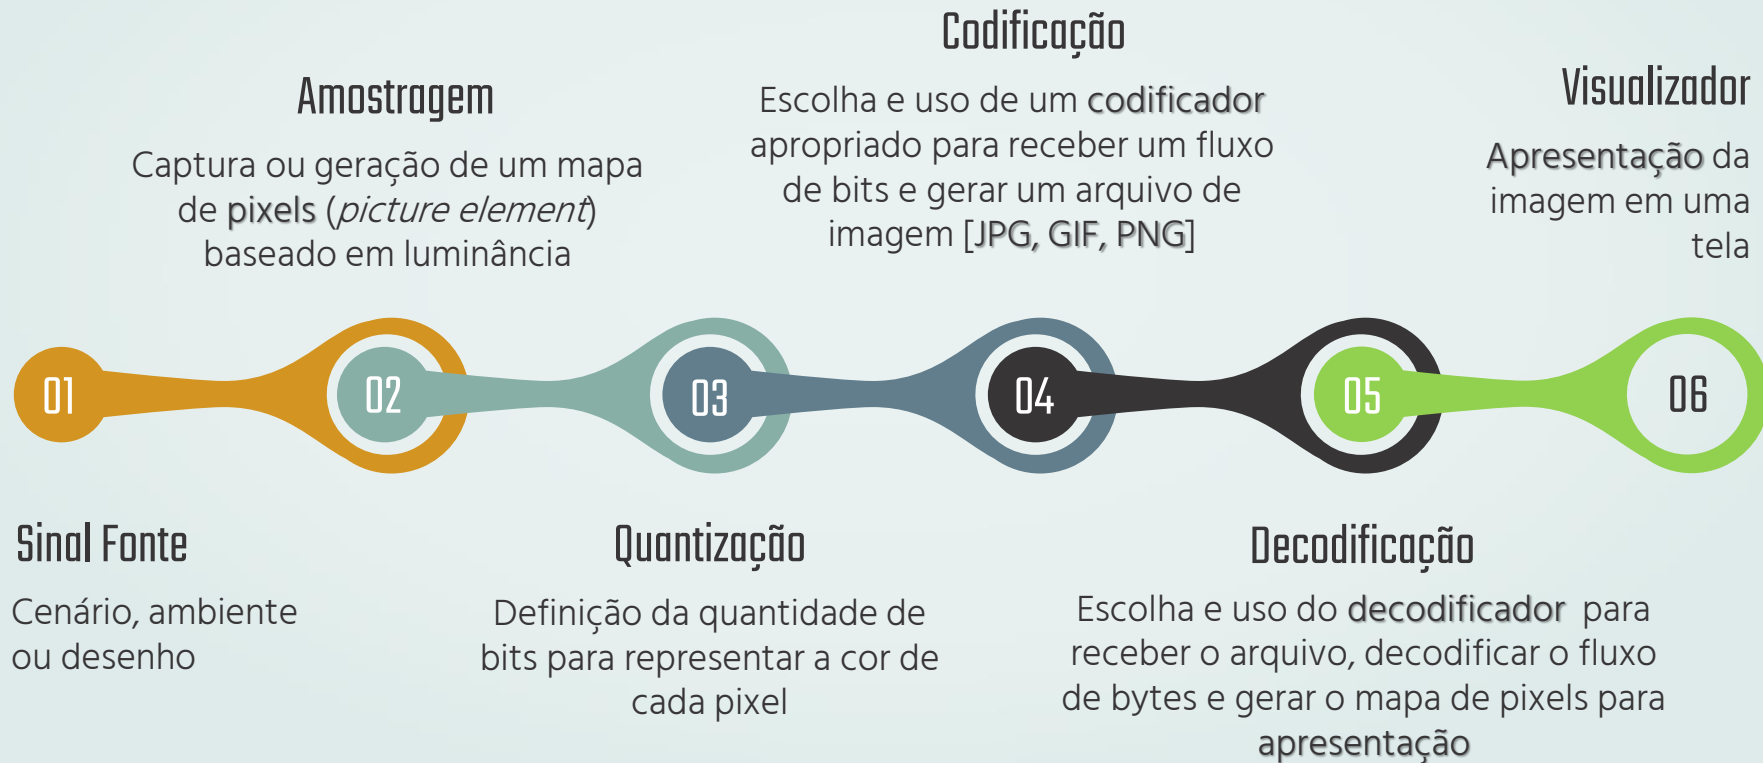 01
Sinal Fonte
Cenário, ambiente
ou desenho
02
Amostragem
Captura ou geração de um mapa
de pixels (picture element)
baseado em luminância
03
Quantização
Definição da quantidade de
bits para representar a cor de
cada pixel
04
Codificação
Escolha e uso de um codificador
apropriado para receber um fluxo
de bits e gerar um arquivo de
imagem [JPG, GIF, PNG]
05
Decodificação
Escolha e uso do decodificador para
receber o arquivo, decodificar o fluxo
de bytes e gerar o mapa de pixels para
apresentação
06
Visualizador
Apresentação da
imagem em uma
tela